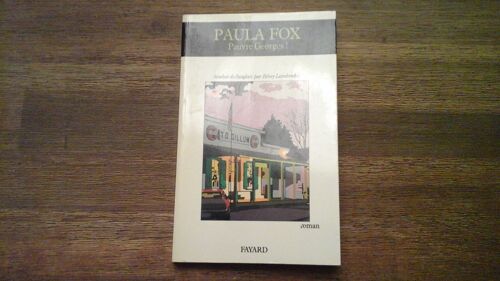 PAULA FOX
Pauvre Georges !
traduit de l'anglais par
roman
FAYARD